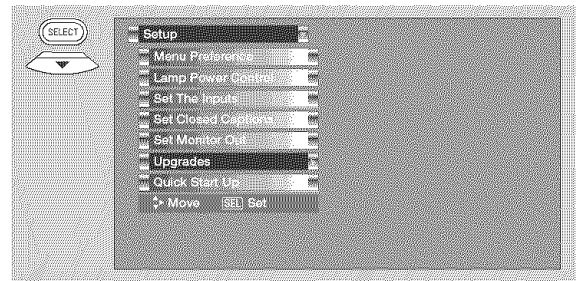 SELECT
Setup
Menu Preference
Lamp Power Control
Set The Inputs
Set Closed Captions
Set Monitor Out
Upgrades
Quick Start Up
Move SEL Set